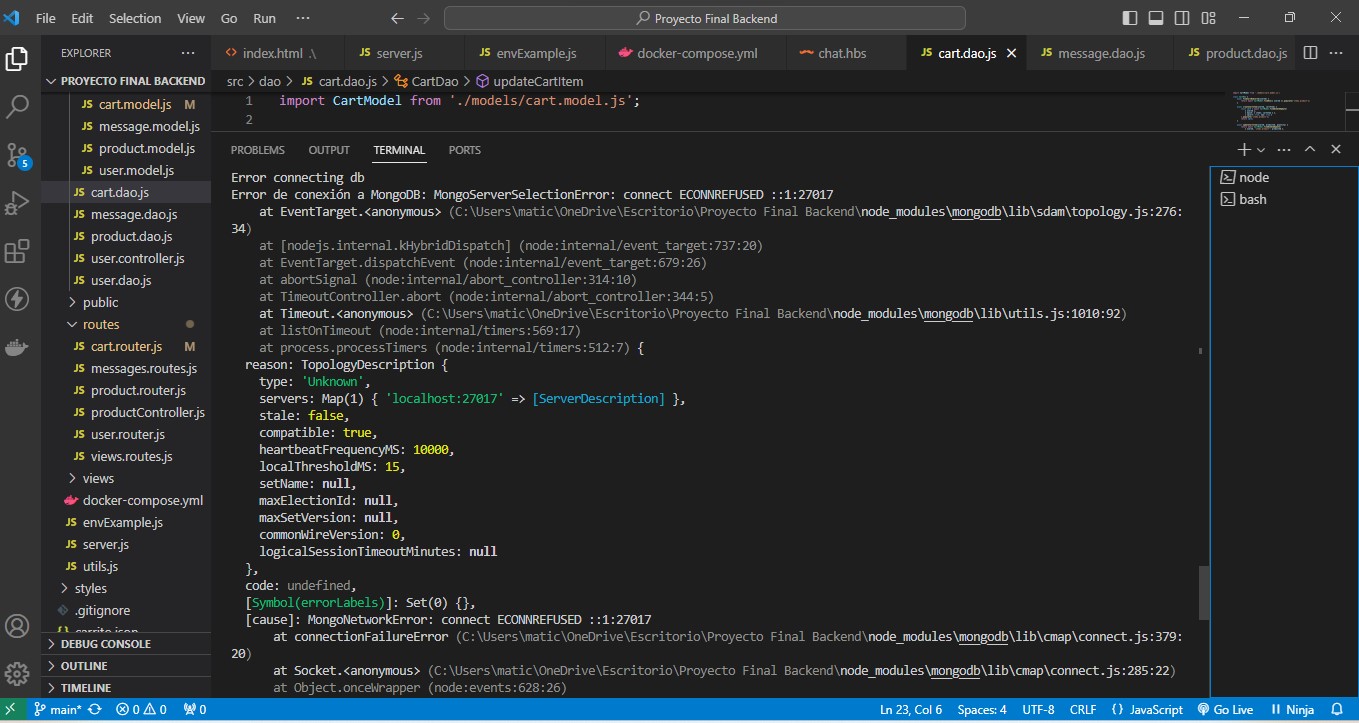 File Edit Selection View Go Run ··· Proyecto Final Backend
EXPLORER ···
index.html .\ JS server.js JS envExample.js docker-compose.yml chat.hbs JS cart.dao.js JS message.dao.js JS product.dao.js ···
PROYECTO FINAL BACKEND
JS cart.model.js M
JS message.model.js
JS product.model.js
JS user.model.js
JS cart.dao.js
JS message.dao.js
JS product.dao.js
JS user.controller.js
JS user.dao.js
public
routes
JS cart.router.js M
JS messages.routes.js
JS product.router.js
JS productController.js
JS user.router.js
JS views.routes.js
views
docker-compose.yml
JS envExample.js
JS server.js
JS utils.js
styles
.gitignore
{} carrito.json
DEBUG CONSOLE
OUTLINE
TIMELINE
5
src > dao > JS cart.dao.js > CartDao > updateCartItem
1 import CartModel from './models/cart.model.js';
2
PROBLEMS OUTPUT TERMINAL PORTS ···
node
bash
Error connecting db
Error de conexión a MongoDB: MongoServerSelectionError: connect ECONNREFUSED ::1:27017
at EventTarget.<anonymous> (C:\Users\matic\OneDrive\Escritorio\Proyecto Final Backend\node_modules\mongodb\lib\sdam\topology.js:276:
34)
at [nodejs.internal.kHybridDispatch] (node:internal/event_target:737:20)
at EventTarget.dispatchEvent (node:internal/event_target:679:26)
at abortSignal (node:internal/abort_controller:314:10)
at TimeoutController.abort (node:internal/abort_controller:344:5)
at Timeout.<anonymous> (C:\Users\matic\OneDrive\Escritorio\Proyecto Final Backend\node_modules\mongodb\lib\utils.js:1010:92)
at listOnTimeout (node:internal/timers:569:17)
at process.processTimers (node:internal/timers:512:7) {
reason: TopologyDescription {
type: 'Unknown',
servers: Map(1) { 'localhost:27017' => [ServerDescription] },
stale: false,
compatible: true,
heartbeatFrequencyMS: 10000,
localThresholdMS: 15,
setName: null,
maxElectionId: null,
maxSetVersion: null,
commonWireVersion: 0,
logicalSessionTimeoutMinutes: null
},
code: undefined,
[Symbol(errorLabels)]: Set(0) {},
[cause]: MongoNetworkError: connect ECONNREFUSED ::1:27017
at connectionFailureError (C:\Users\matic\OneDrive\Escritorio\Proyecto Final Backend\node_modules\mongodb\lib\cmap\connect.js:379:
20)
at Socket.<anonymous> (C:\Users\matic\OneDrive\Escritorio\Proyecto Final Backend\node_modules\mongodb\lib\cmap\connect.js:285:22)
at Object.onceWrapper (node:events:628:26)
main* 0 0 0 Ln 23, Col 6 Spaces: 4 UTF-8 CRLF {} JavaScript Go Live Ninja